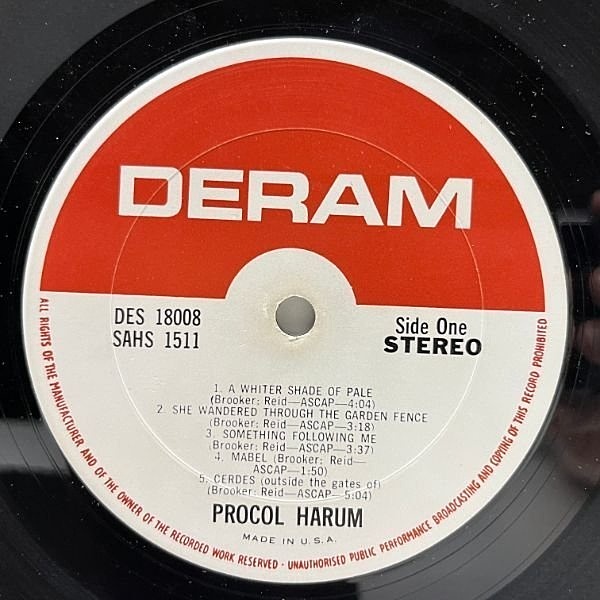 DERAM
DES 18008
SAHS 1511
Side One
STEREO
1. A WHITER SHADE OF PALE
(Brooker: Reid—ASCAP—4:04)
2. SHE WANDERED THROUGH THE GARDEN FENCE
(Brooker: Reid—ASCAP—3:18)
3. SOMETHING FOLLOWING ME
(Brooker: Reid—ASCAP—3:37)
4. MABEL (Brooker: Reid—
ASCAP—1:50)
5. CERDES (outside the gates of)
(Brooker: Reid—ASCAP—5:04)
PROCOL HARUM
MADE IN U.S.A.
ALL RIGHTS OF THE MANUFACTURER AND OF THE OWNER OF THE RECORDED WORK RESERVED - UNAUTHORISED PUBLIC PERFORMANCE BROADCASTING AND COPYING OF THIS RECORD PROHIBITED